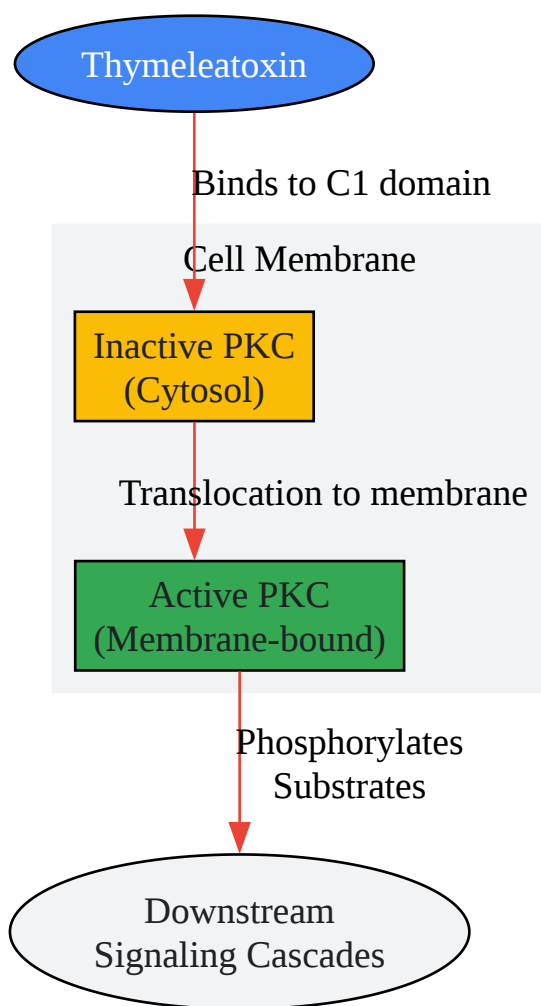 Thymeleatoxin
Binds to C1 domain
Cell Membrane
Inactive PKC
(Cytosol)
Translocation to membrane
Active PKC
(Membrane-bound)
Phosphorylates
Substrates
Downstream
Signaling Cascades